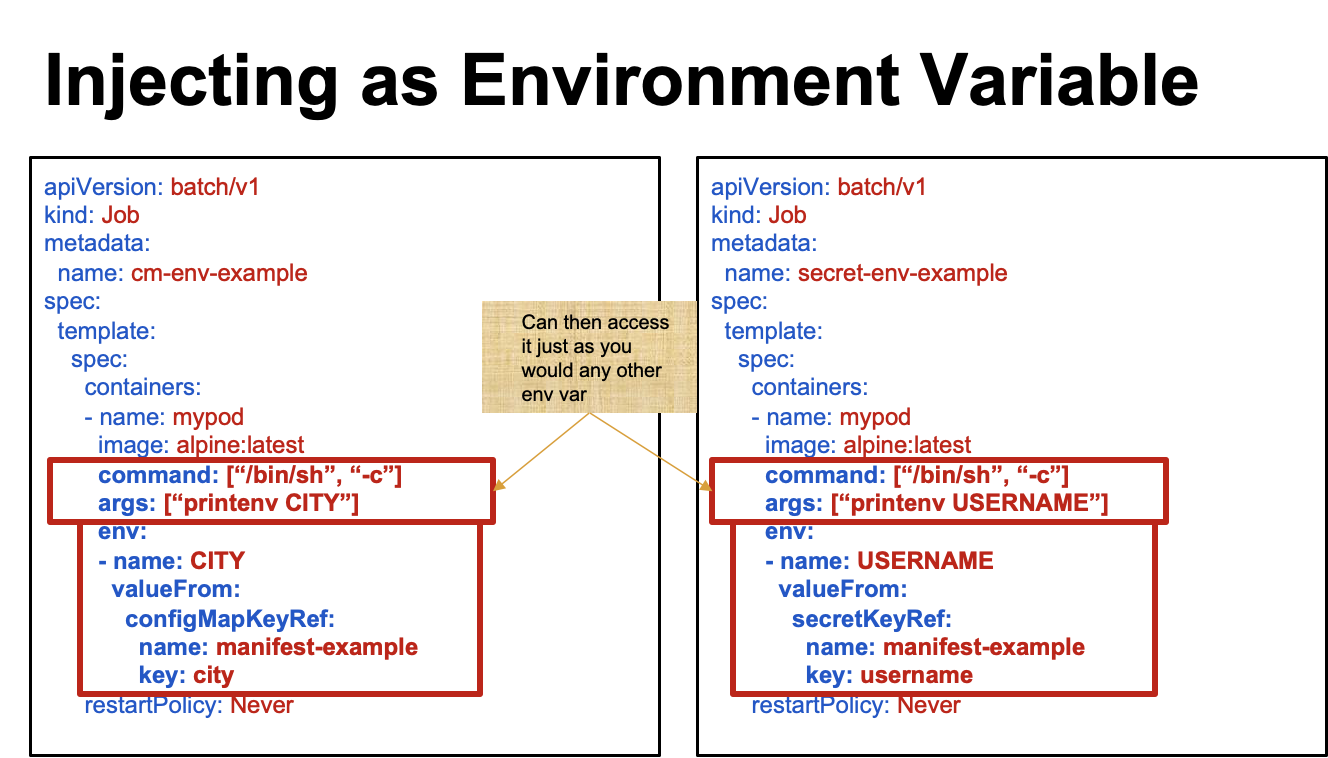 Injecting as Environment Variable
apiVersion: batch/v1
kind: Job
metadata:
  name: cm-env-example
spec:
  template:
    spec:
      containers:
      - name: mypod
        image: alpine:latest
        command: [“/bin/sh”, “-c”]
        args: [“printenv CITY”]
        env:
        - name: CITY
          valueFrom:
            configMapKeyRef:
              name: manifest-example
              key: city
      restartPolicy: Never
Can then access
it just as you
would any other
env var
apiVersion: batch/v1
kind: Job
metadata:
  name: secret-env-example
spec:
  template:
    spec:
      containers:
      - name: mypod
        image: alpine:latest
        command: [“/bin/sh”, “-c”]
        args: [“printenv USERNAME”]
        env:
        - name: USERNAME
          valueFrom:
            secretKeyRef:
              name: manifest-example
              key: username
      restartPolicy: Never